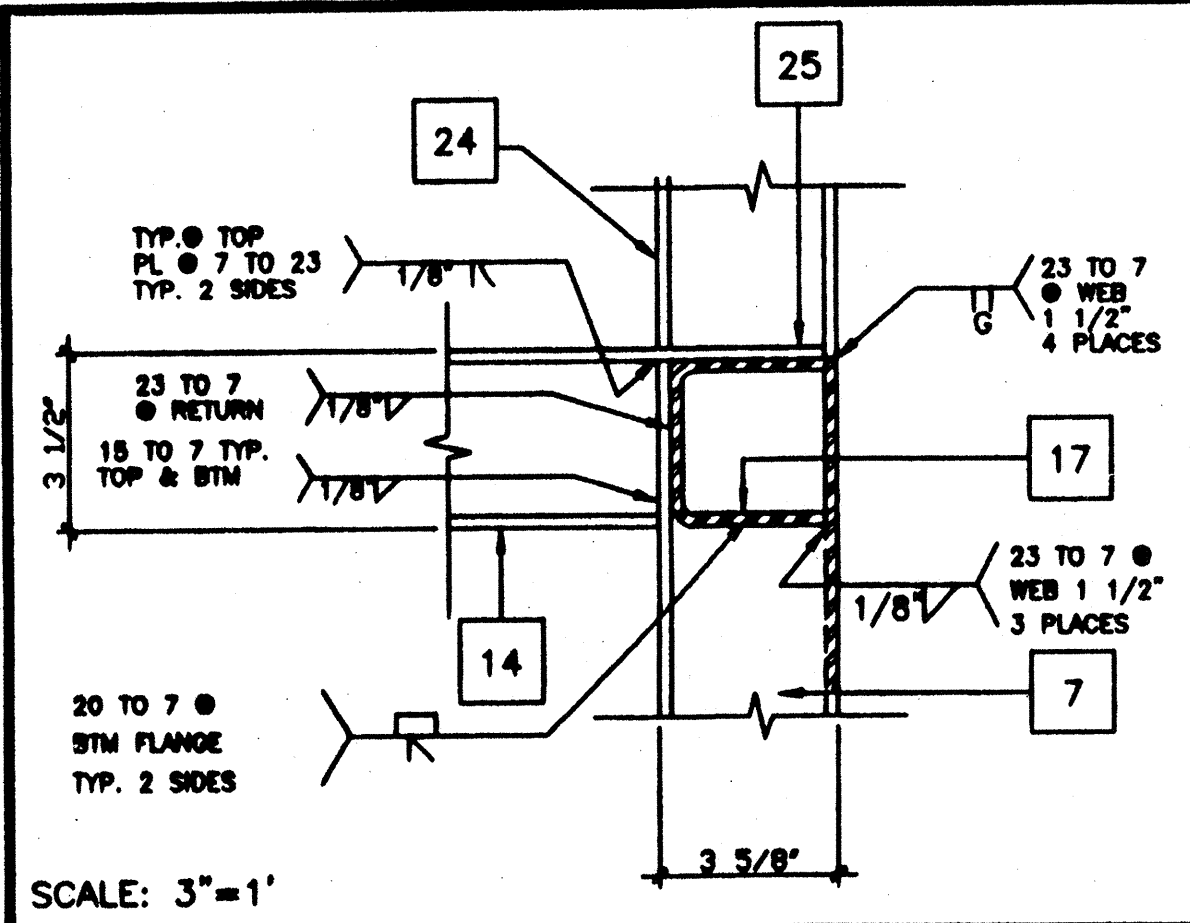 25
24
TYP.@ TOP
PL @ 7 TO 23
TYP. 2 SIDES
1/8"
23 TO 7
@ WEB
1 1/2"
4 PLACES
G
3 1/2"
23 TO 7
@ RETURN
1/8"
15 TO 7 TYP.
TOP & BTM
1/8"
17
23 TO 7 @
WEB 1 1/2"
3 PLACES
1/8"
14
7
20 TO 7 @
BTM FLANGE
TYP. 2 SIDES
3 5/8"
SCALE: 3"=1'